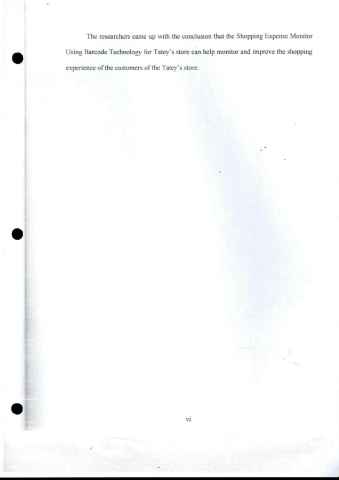 The researchers came up with the conclusion that the Shopping Expense Monitor
Using Barcode Technology for Tatey's store can help monitor and improve the shopping
experience of the customers of the Tatey's store.
vi